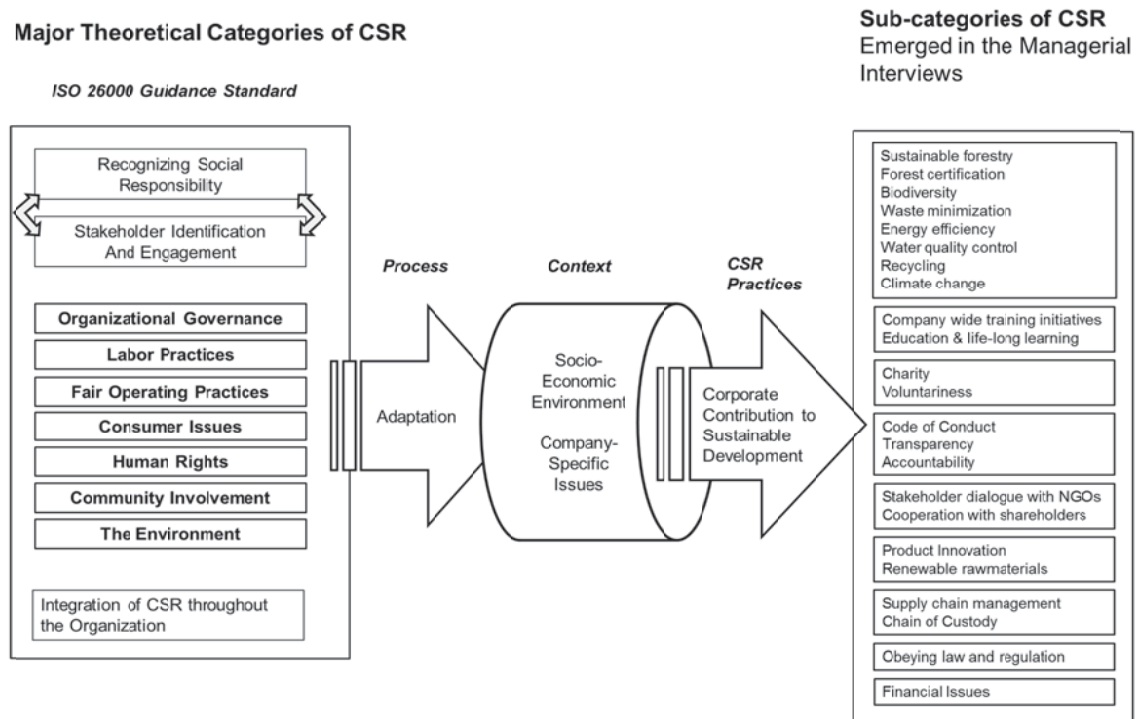 Major Theoretical Categories of CSR
ISO 26000 Guidance Standard
Recognizing Social
Responsibility
Stakeholder Identification
And Engagement
Organizational Governance
Labor Practices
Fair Operating Practices
Consumer Issues
Human Rights
Community Involvement
The Environment
Integration of CSR throughout
the Organization
Process
Adaptation
Context
Socio-
Economic
Environment
Company-
Specific
Issues
CSR
Practices
Corporate
Contribution to
Sustainable
Development
Sub-categories of CSR
Emerged in the Managerial
Interviews
Sustainable forestry
Forest certification
Biodiversity
Waste minimization
Energy efficiency
Water quality control
Recycling
Climate change
Company wide training initiatives
Education & life-long learning
Charity
Voluntariness
Code of Conduct
Transparency
Accountability
Stakeholder dialogue with NGOs
Cooperation with shareholders
Product Innovation
Renewable rawmaterials
Supply chain management
Chain of Custody
Obeying law and regulation
Financial Issues